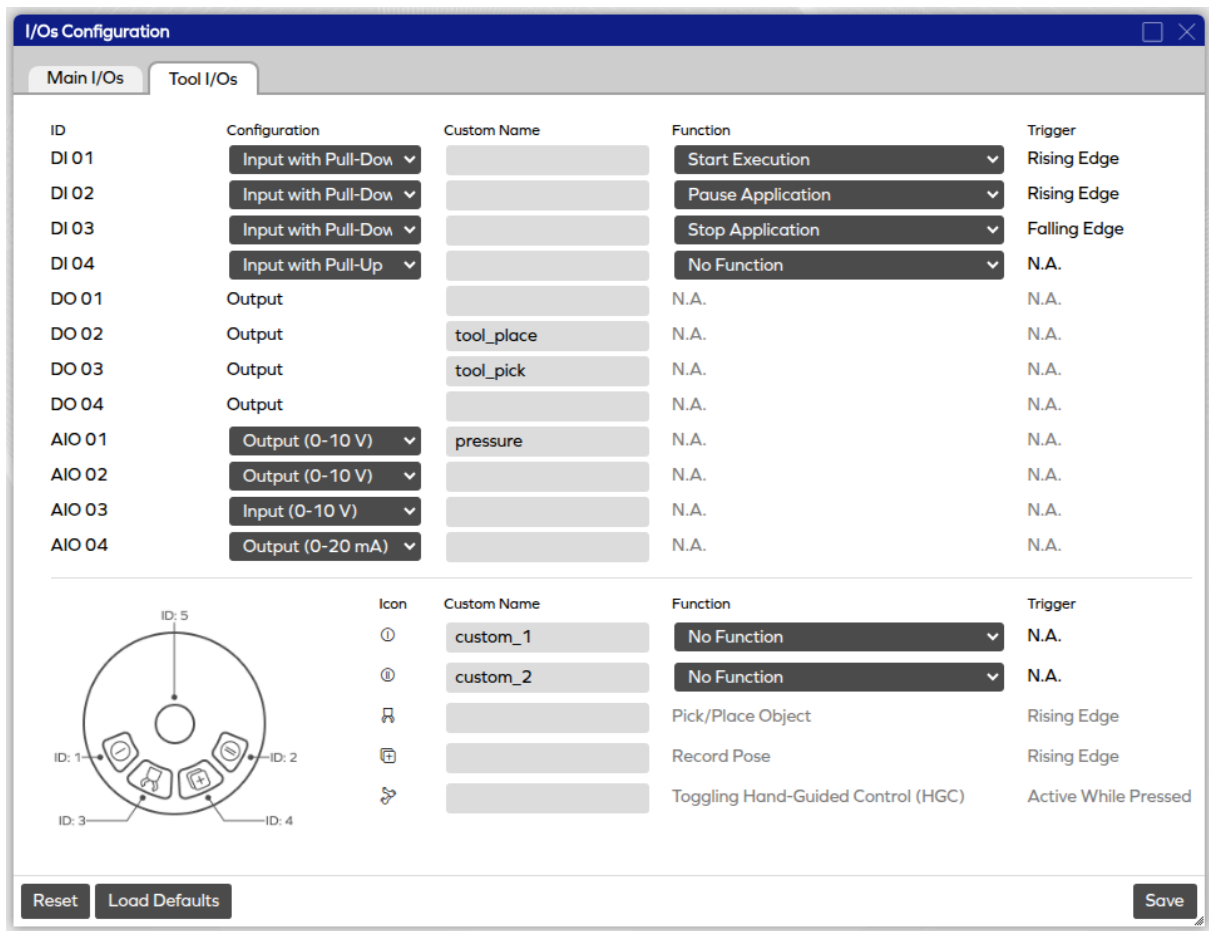 I/Os Configuration
Main I/Os Tool I/Os
ID Configuration Custom Name Function Trigger
DI 01 Input with Pull-Dow Start Execution Rising Edge
DI 02 Input with Pull-Dow Pause Application Rising Edge
DI 03 Input with Pull-Dow Stop Application Falling Edge
DI 04 Input with Pull-Up No Function N.A.
DO 01 Output N.A. N.A.
DO 02 Output tool_place N.A. N.A.
DO 03 Output tool_pick N.A. N.A.
DO 04 Output N.A. N.A.
AIO 01 Output (0-10 V) pressure N.A. N.A.
AIO 02 Output (0-10 V) N.A. N.A.
AIO 03 Input (0-10 V) N.A. N.A.
AIO 04 Output (0-20 mA) N.A. N.A.
Icon Custom Name Function Trigger
ID: 5
custom_1 No Function N.A.
custom_2 No Function N.A.
Pick/Place Object Rising Edge
ID: 1 ID: 2 Record Pose Rising Edge
Toggling Hand-Guided Control (HGC) Active While Pressed
ID: 3 ID: 4
Reset Load Defaults Save